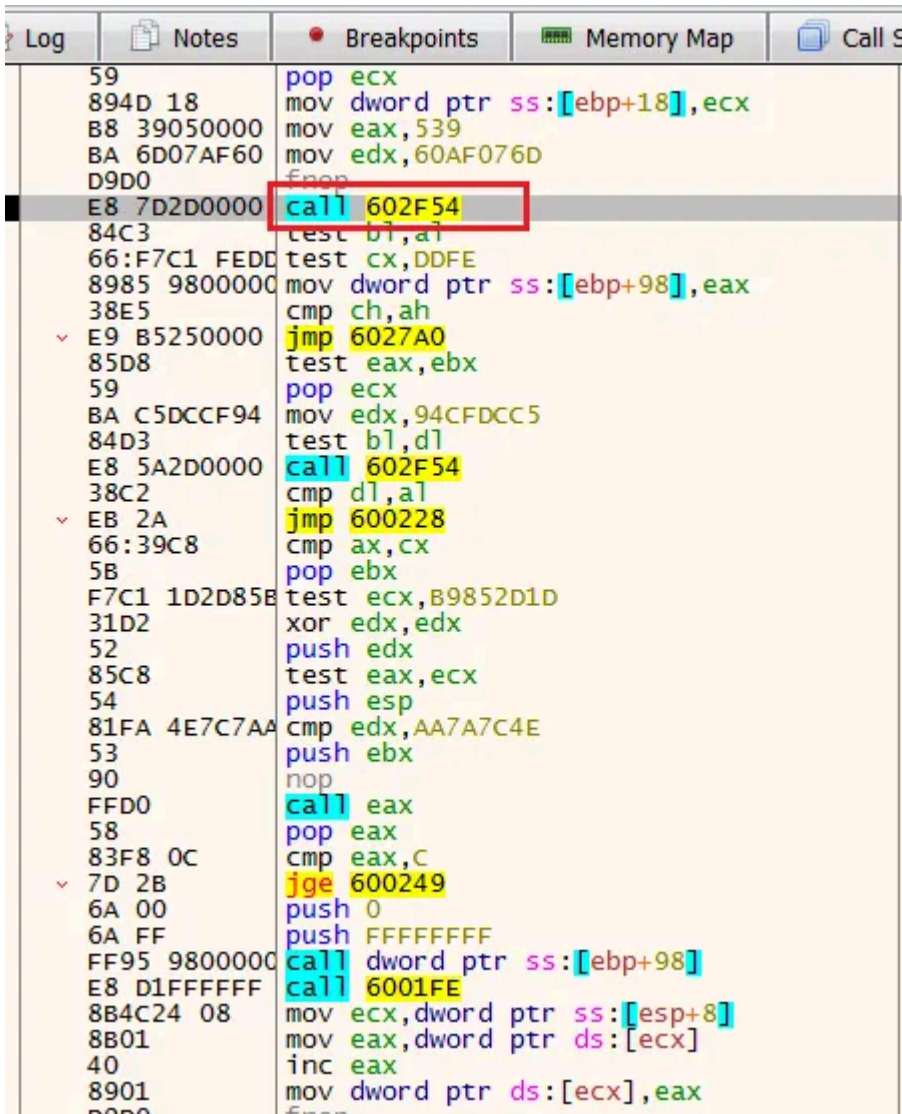 Log Notes Breakpoints Memory Map Call S
59 pop ecx
894D 18 mov dword ptr ss:[ebp+18],ecx
B8 39050000 mov eax,539
BA 6D07AF60 mov edx,60AF076D
D9D0 fnop
E8 7D2D0000 call 602F54
84C3 test bl,al
66:F7C1 FEDD test cx,DDFE
8985 9800000 mov dword ptr ss:[ebp+98],eax
38E5 cmp ch,ah
E9 B5250000 jmp 6027A0
85D8 test eax,ebx
59 pop ecx
BA C5DCCF94 mov edx,94CFDCC5
84D3 test bl,dl
E8 5A2D0000 call 602F54
38C2 cmp dl,al
EB 2A jmp 600228
66:39C8 cmp ax,cx
5B pop ebx
F7C1 1D2D85B test ecx,B9852D1D
31D2 xor edx,edx
52 push edx
85C8 test eax,ecx
54 push esp
81FA 4E7C7AA cmp edx,AA7A7C4E
53 push ebx
90 nop
FFD0 call eax
58 pop eax
83F8 0C cmp eax,C
7D 2B jge 600249
6A 00 push 0
6A FF push FFFFFFFF
FF95 9800000 call dword ptr ss:[ebp+98]
E8 D1FFFFFF call 6001FE
8B4C24 08 mov ecx,dword ptr ss:[esp+8]
8B01 mov eax,dword ptr ds:[ecx]
40 inc eax
8901 mov dword ptr ds:[ecx],eax